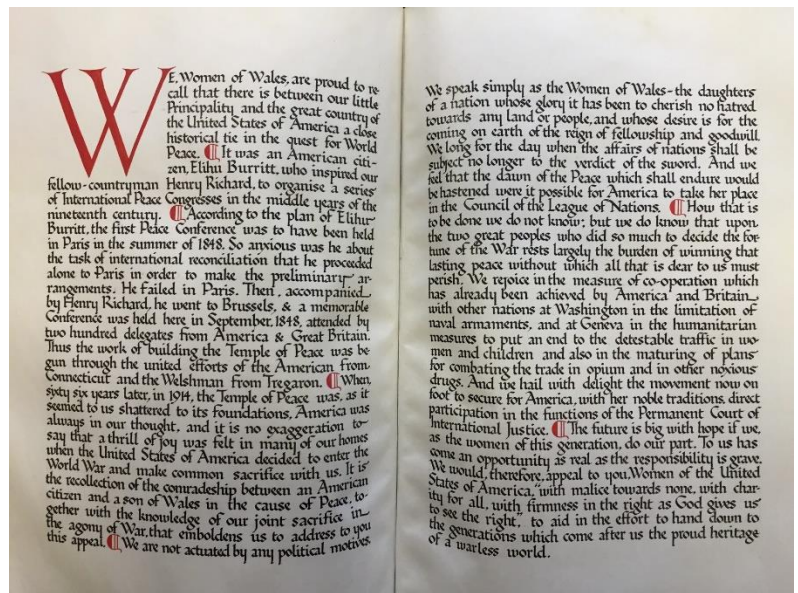 WE, Women of Wales, are proud to re
call that there is between our little
Principality and the great country of
the United States of America a close
historical tie in the quest for World
Peace. ¶ It was an American citi-
zen, Elihu Burritt, who inspired our
fellow-countryman Henry Richard, to organise a series
of International Peace Congresses in the middle years of the
nineteenth century. ¶ According to the plan of Elihu
Burritt, the first Peace Conference was to have been held
in Paris in the summer of 1848. So anxious was he about
the task of international reconciliation that he proceeded
alone to Paris in order to make the preliminary ar-
rangements. He failed in Paris. Then, accompanied
by Henry Richard, he went to Brussels, & a memorable
Conference was held here in September, 1848, attended by
two hundred delegates from America & Great Britain.
Thus the work of building the Temple of Peace was be-
gun through the united efforts of the American from
Connecticut and the Welshman from Tregaron. ¶ When,
sixty six years later, in 1914, the Temple of Peace was, as it
seemed to us shattered to its foundations, America was
always in our thought, and it is no exaggeration to
say that a thrill of joy was felt in many of our homes
when the United States of America decided to enter the
World War and make common sacrifice with us. It is
the recollection of the comradeship between an American
citizen and a son of Wales in the cause of Peace, to-
gether with the knowledge of our joint sacrifice in
the agony of War, that emboldens us to address to you
this appeal. ¶ We are not actuated by any political motives.
We speak simply as the Women of Wales - the daughters
of a nation whose glory it has been to cherish no hatred
towards any land or people, and whose desire is for the
coming on earth of the reign of fellowship and goodwill.
We long for the day when the affairs of nations shall be
subject no longer to the verdict of the sword. And we
feel that the dawn of the Peace which shall endure would
be hastened were it possible for America to take her place
in the Council of the League of Nations. ¶ How that is
to be done we do not know; but we do know that upon
the two great peoples who did so much to decide the for-
tune of the War rests largely the burden of winning that
lasting peace without which all that is dear to us must
perish. We rejoice in the measure of co-operation which
has already been achieved by America and Britain
with other nations at Washington in the limitation of
naval armaments, and at Geneva in the humanitarian
measures to put an end to the detestable traffic in wo-
men and children and also in the maturing of plans
for combating the trade in opium and in other noxious
drugs. And we hail with delight the movement now on
foot to secure for America, with her noble traditions, direct
participation in the functions of the Permanent Court of
International Justice. ¶ The future is big with hope if we,
as the women of this generation, do our part. To us has
come an opportunity as real as the responsibility is grave.
We would, therefore, appeal to you, Women of the United
States of America, "with malice towards none, with char-
ity for all, with firmness in the right as God gives us
to see the right," to aid in the effort to hand down to
the generations which come after us the proud heritage
of a warless world.